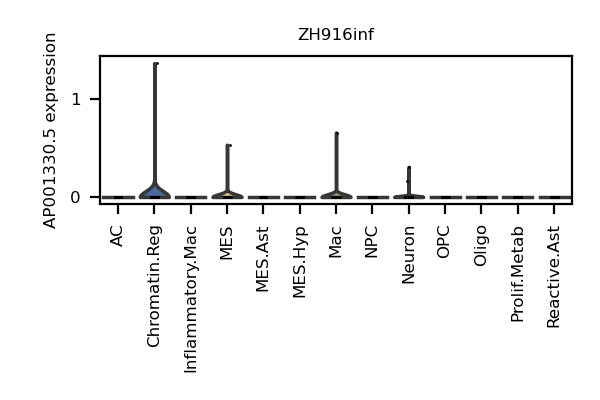 ZH916inf
AP001330.5 expression
1
0
AC
Chromatin.Reg
Inflammatory.Mac
MES
MES.Ast
MES.Hyp
Mac
NPC
Neuron
OPC
Oligo
Prolif.Metab
Reactive.Ast